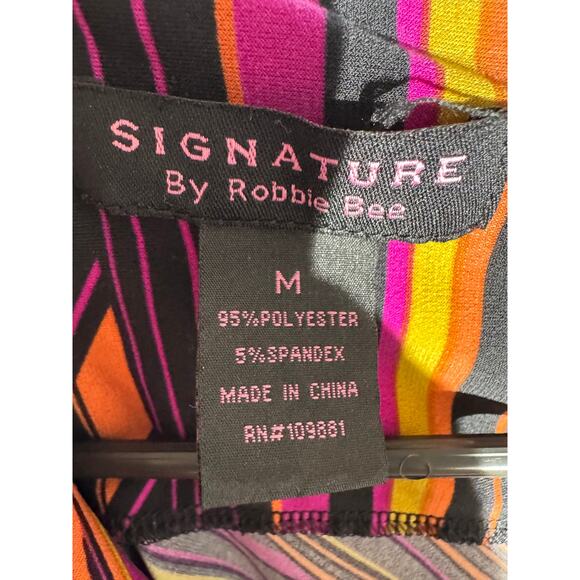 SIGNATURE
By Robbie Bee
M
95%POLYESTER
5%SPANDEX
MADE IN CHINA
RN#109881